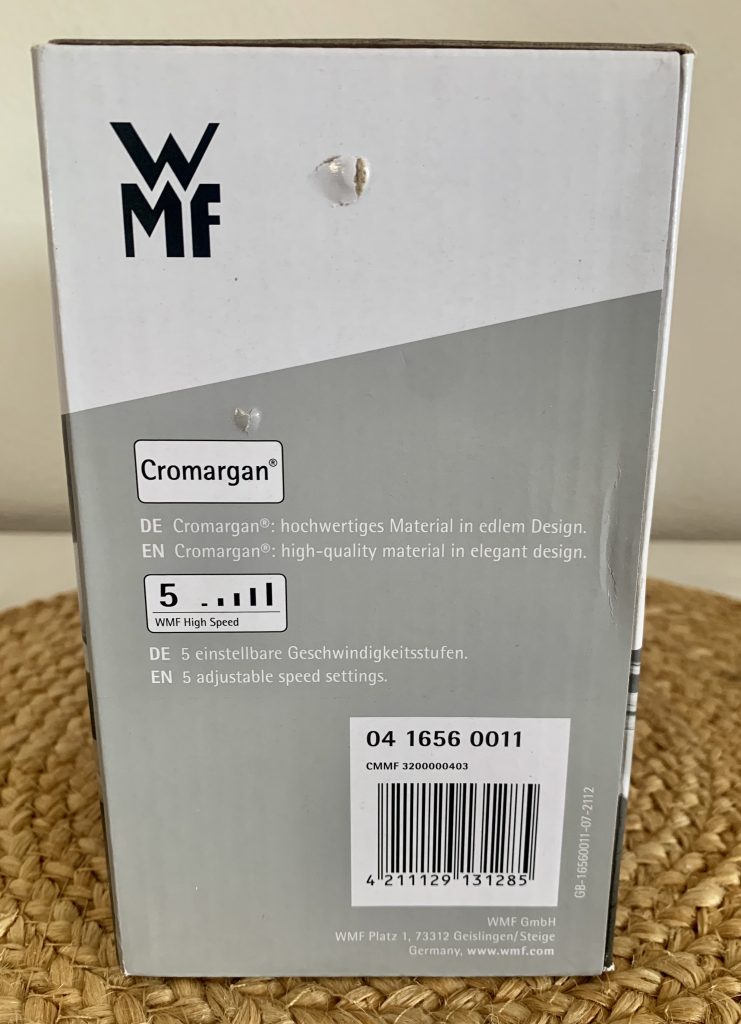 WMF
Cromargan®
DE Cromargan®: hochwertiges Material in edlem Design.
EN Cromargan®: high-quality material in elegant design.
5
WMF High Speed
DE 5 einstellbare Geschwindigkeitsstufen.
EN 5 adjustable speed settings.
04 1656 0011
CMMF 3200000403
4 211129 131285
GB-16560011-07-2112
WMF GmbH
WMF Platz 1, 73312 Geislingen/Steige
Germany, www.wmf.com